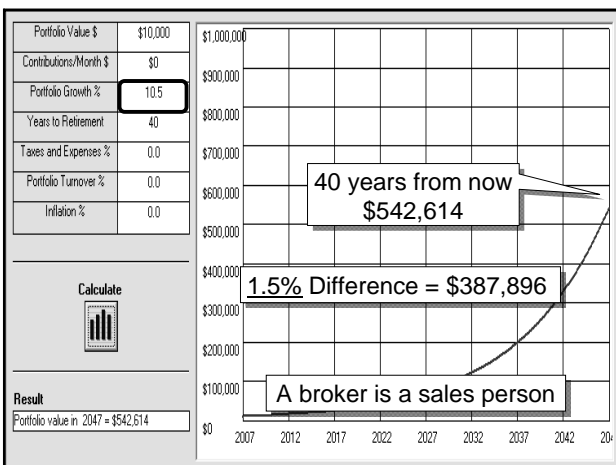 Portfolio Value $ $10,000
Contributions/Month $ $0
Portfolio Growth % 10.5
Years to Retirement 40
Taxes and Expenses % 0.0
Portfolio Turnover % 0.0
Inflation % 0.0
Calculate
Result
Portfolio value in 2047 = $542,614
$1,000,000
$900,000
$800,000
$700,000
$600,000
$500,000
$400,000
$300,000
$200,000
$100,000
$0
40 years from now
$542,614
1.5% Difference = $387,896
A broker is a sales person
2007 2012 2017 2022 2027 2032 2037 2042